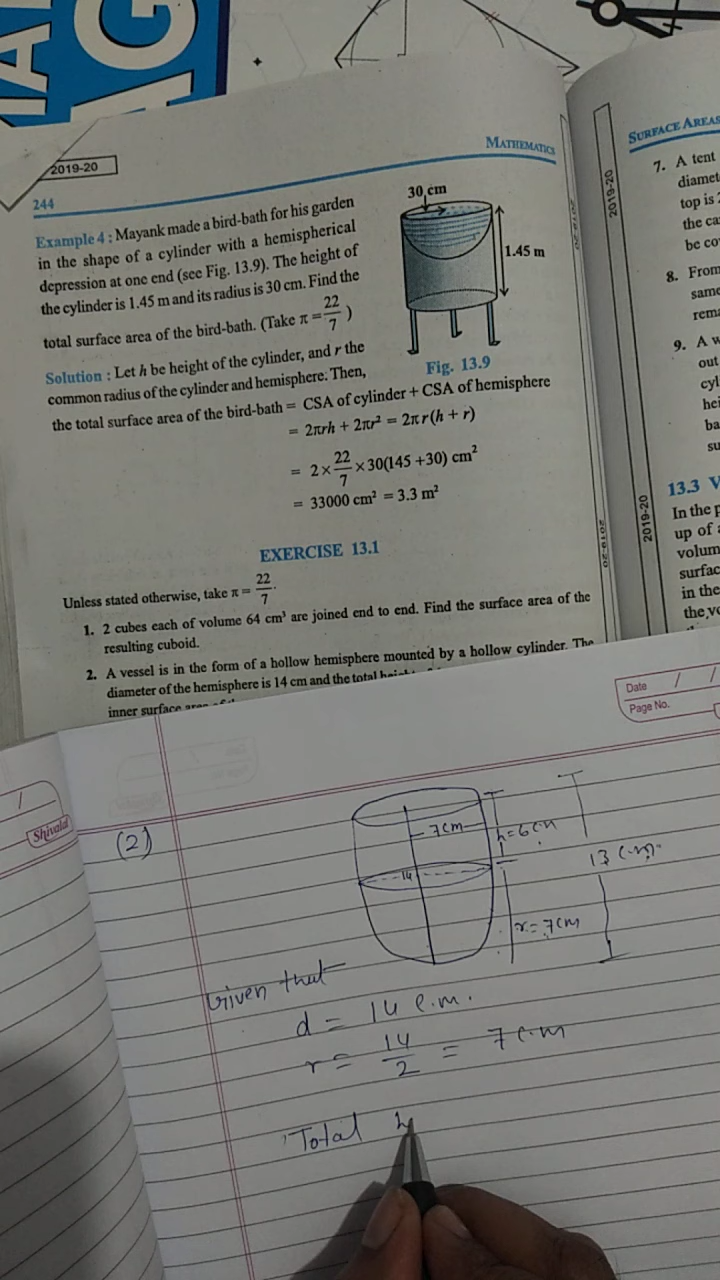 AG
2019-20
MATHEMATICS
244
Example 4 : Mayank made a bird-bath for his garden
in the shape of a cylinder with a hemispherical
depression at one end (see Fig. 13.9). The height of
the cylinder is 1.45 m and its radius is 30 cm. Find the
total surface area of the bird-bath. (Take π = 22/7)
30 cm
1.45 m
Fig. 13.9
Solution : Let h be height of the cylinder, and r the
common radius of the cylinder and hemisphere. Then,
the total surface area of the bird-bath = CSA of cylinder + CSA of hemisphere
= 2πrh + 2πr² = 2πr(h + r)
= 2 × 22/7 × 30(145 + 30) cm²
= 33000 cm² = 3.3 m²
EXERCISE 13.1
Unless stated otherwise, take π = 22/7.
1. 2 cubes each of volume 64 cm³ are joined end to end. Find the surface area of the
resulting cuboid.
2. A vessel is in the form of a hollow hemisphere mounted by a hollow cylinder. The
diameter of the hemisphere is 14 cm and the total
inner surface
2019-20
2019-20
2019-20
2019-20
SURFACE AREAS
7. A tent
diamet
top is
the ca
be co
8. From
same
rema
9. A w
out
cyl
hei
ba
su
13.3 V
In the p
up of
volum
surfac
in the
the vo
Date / /
Page No.
/
Shivalal
(2)
7cm
14
h=6cm
13 c.m.
r=7cm
Given that
d = 14 c.m.
r = 14/2 = 7 c.m
Total h